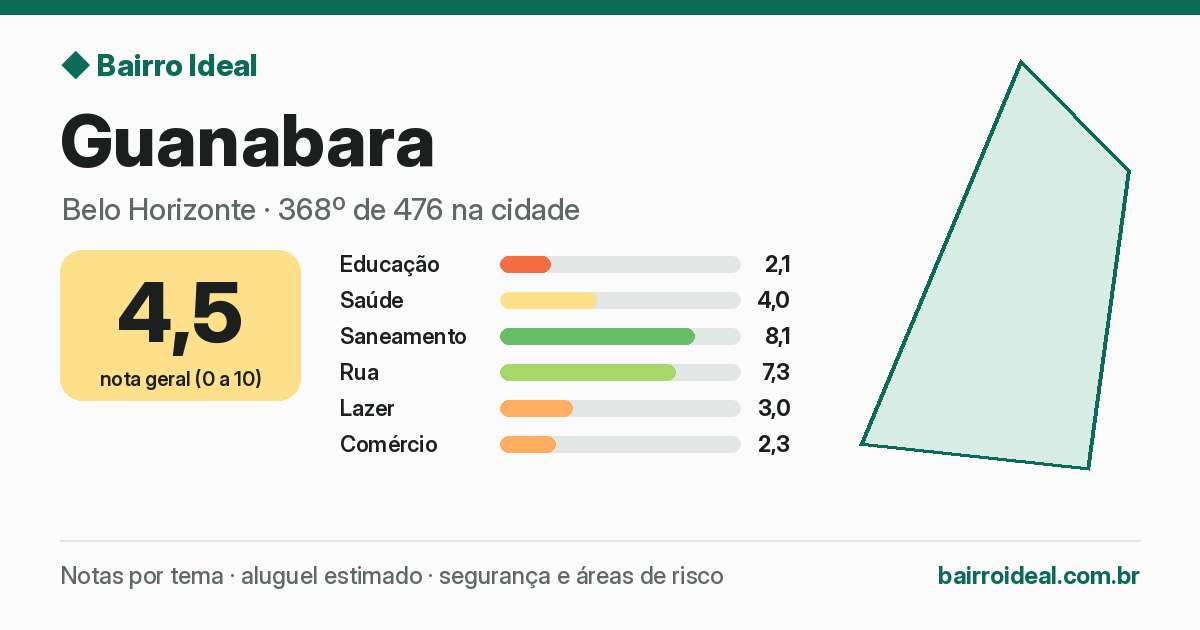 Bairro Ideal
Guanabara
Belo Horizonte · 368º de 476 na cidade
4,5
nota geral (0 a 10)
Educação 2,1
Saúde 4,0
Saneamento 8,1
Rua 7,3
Lazer 3,0
Comércio 2,3
Notas por tema · aluguel estimado · segurança e áreas de risco
bairroideal.com.br